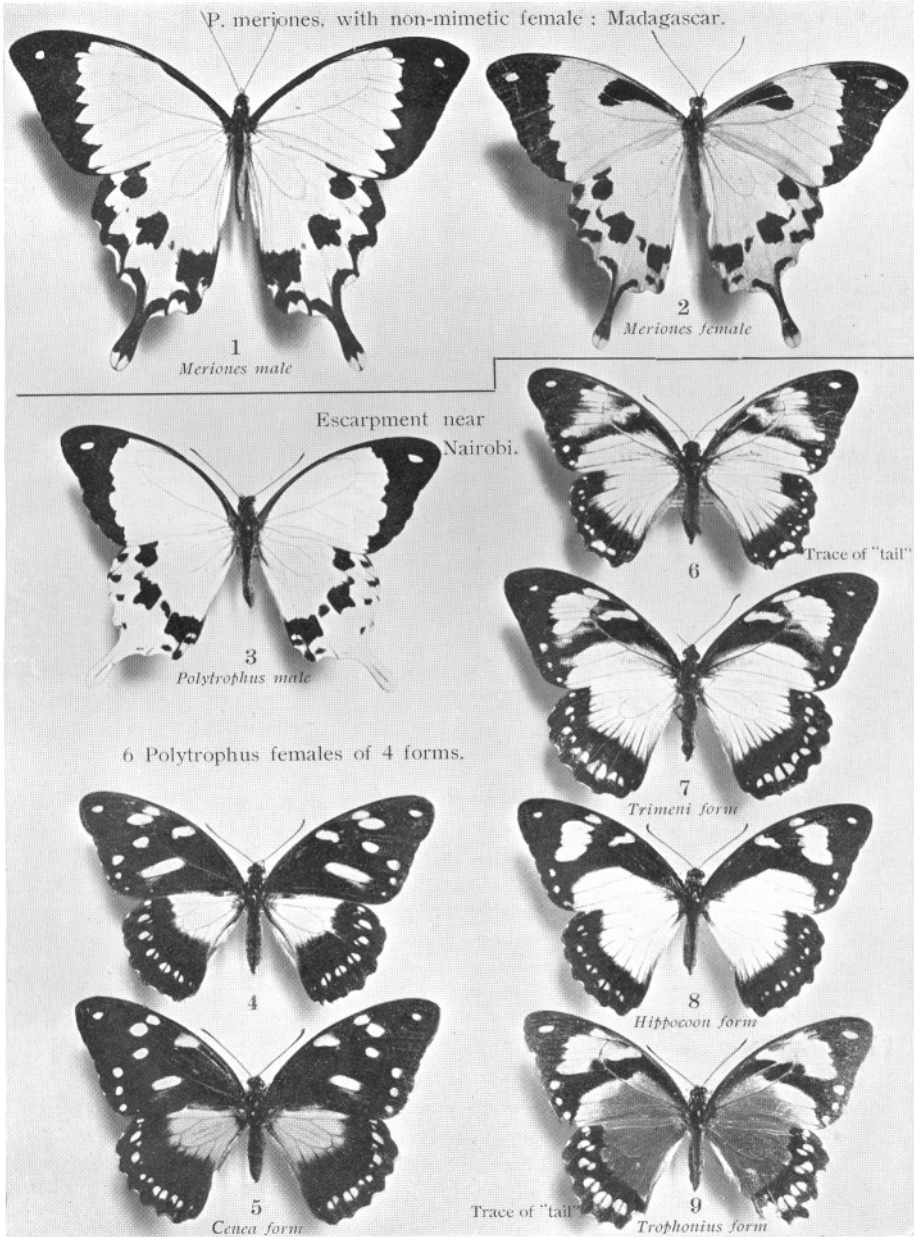 P. meriones, with non-mimetic female : Madagascar.
1
Meriones male
2
Meriones female
Escarpment near
Nairobi.
3
Polytrophus male
6
Trace of "tail"
7
Trimeni form
6 Polytrophus females of 4 forms.
4
5
Cenea form
8
Hippocoon form
Trace of "tail"
9
Trophonius form